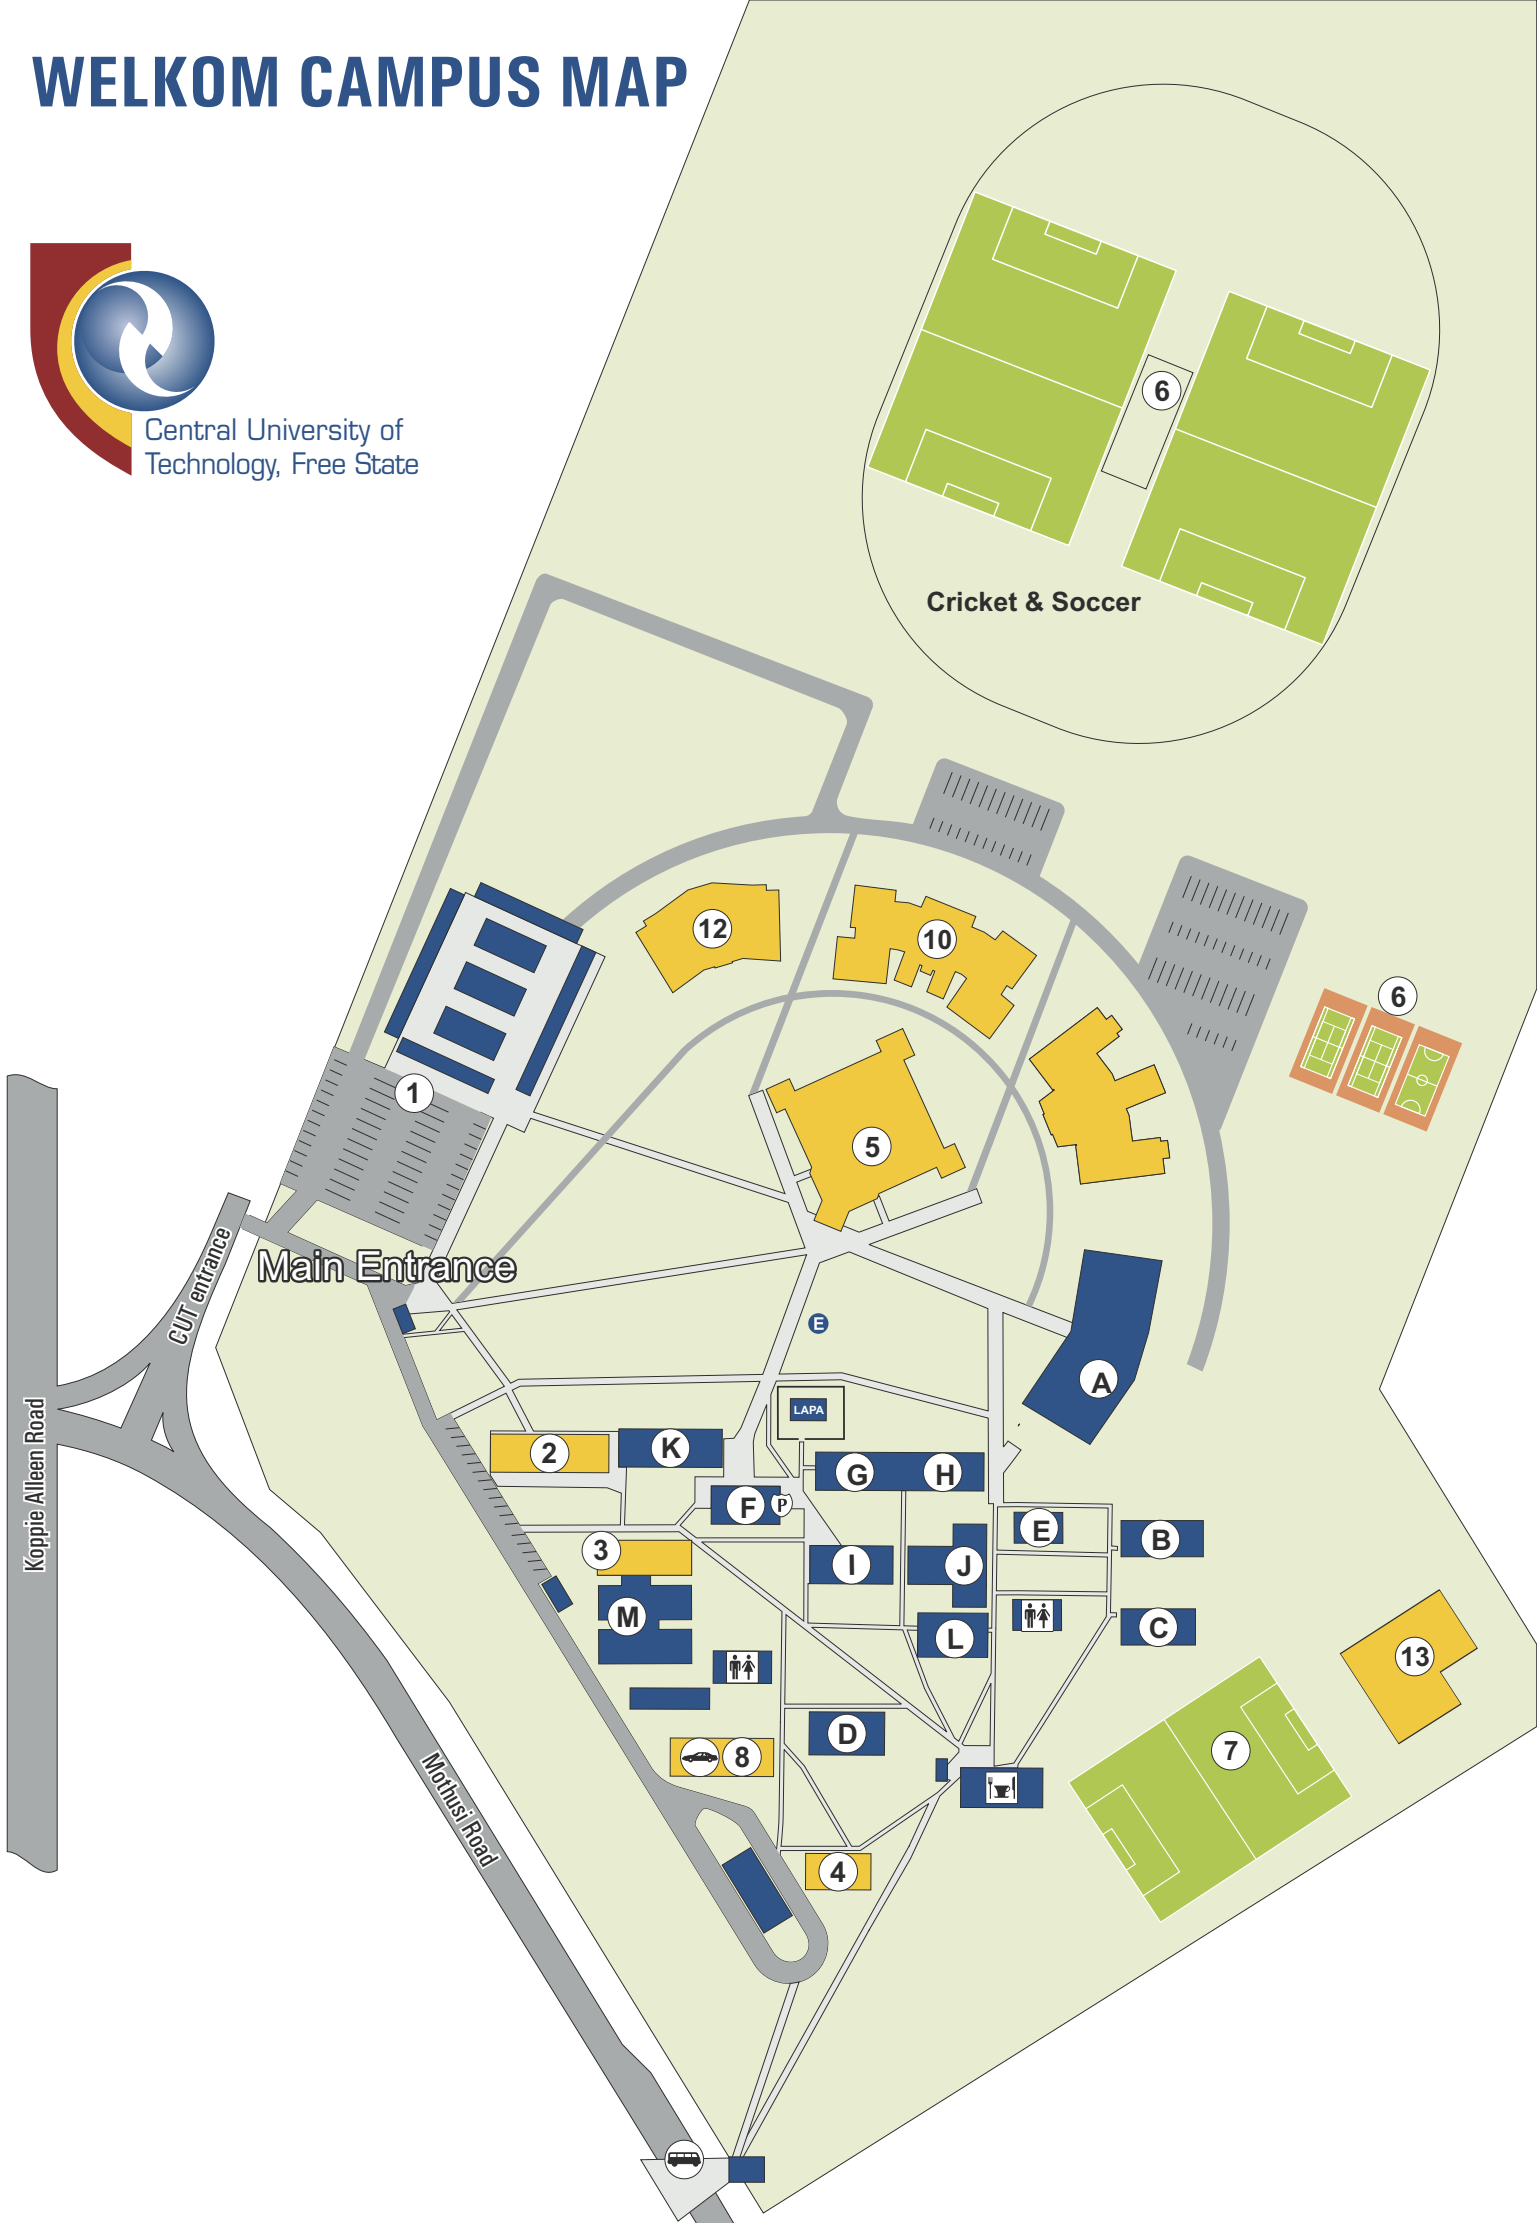 WELKOM CAMPUS MAP
Central University of
Technology, Free State
6
Cricket & Soccer
12
10
6
1
5
CUT entrance
Main Entrance
E
A
LAPA
Koppie Alleen Road
2
K
G
H
F
P
E
B
3
I
J
M
L
C
13
D
7
8
Mothusi Road
4